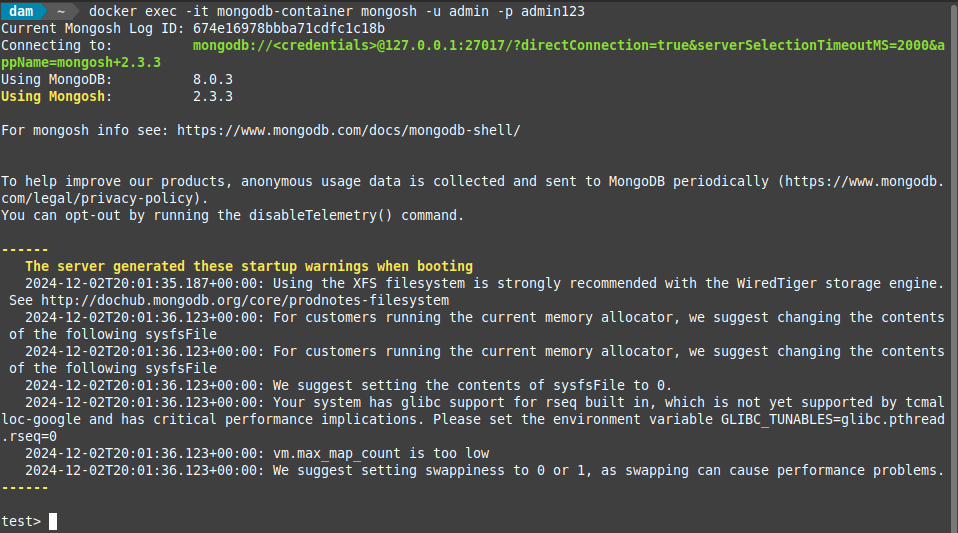 dam ~ docker exec -it mongodb-container mongosh -u admin -p admin123
Current Mongosh Log ID: 674e16978bbba71cdfc1c18b
Connecting to: mongodb://<credentials>@127.0.0.1:27017/?directConnection=true&serverSelectionTimeoutMS=2000&a
ppName=mongosh+2.3.3
Using MongoDB: 8.0.3
Using Mongosh: 2.3.3
For mongosh info see: https://www.mongodb.com/docs/mongodb-shell/
To help improve our products, anonymous usage data is collected and sent to MongoDB periodically (https://www.mongodb.
com/legal/privacy-policy).
You can opt-out by running the disableTelemetry() command.
------
The server generated these startup warnings when booting
2024-12-02T20:01:35.187+00:00: Using the XFS filesystem is strongly recommended with the WiredTiger storage engine.
See http://dochub.mongodb.org/core/prodnotes-filesystem
2024-12-02T20:01:36.123+00:00: For customers running the current memory allocator, we suggest changing the contents
of the following sysfsFile
2024-12-02T20:01:36.123+00:00: For customers running the current memory allocator, we suggest changing the contents
of the following sysfsFile
2024-12-02T20:01:36.123+00:00: We suggest setting the contents of sysfsFile to 0.
2024-12-02T20:01:36.123+00:00: Your system has glibc support for rseq built in, which is not yet supported by tcmal
loc-google and has critical performance implications. Please set the environment variable GLIBC_TUNABLES=glibc.pthread
.rseq=0
2024-12-02T20:01:36.123+00:00: vm.max_map_count is too low
2024-12-02T20:01:36.123+00:00: We suggest setting swappiness to 0 or 1, as swapping can cause performance problems.
------
test>